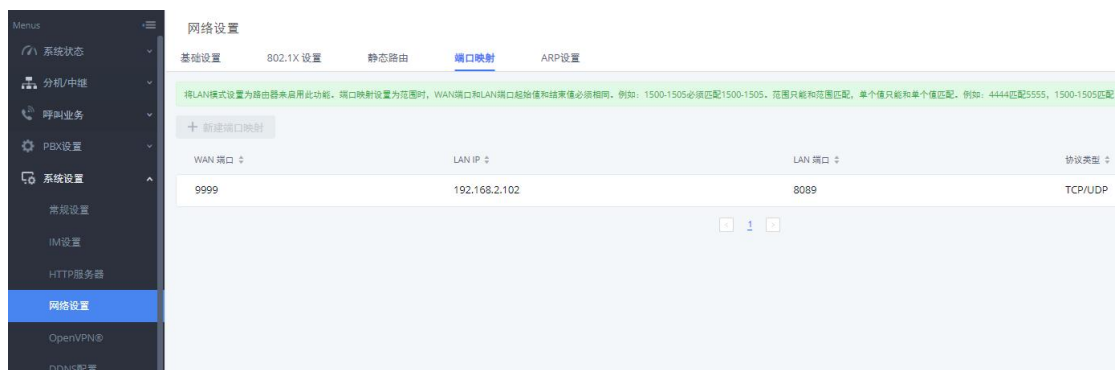 Menus
系统状态
分机/中继
呼叫业务
PBX设置
系统设置
常规设置
IM设置
HTTP服务器
网络设置
OpenVPN®
DDNS配置
网络设置
基础设置 802.1X 设置 静态路由 端口映射 ARP设置
将LAN模式设置为路由器来启用此功能。端口映射设置为范围时，WAN端口和LAN端口起始值和结束值必须相同。例如：1500-1505必须匹配1500-1505。范围只能和范围匹配，单个值只能和单个值匹配。例如：4444匹配5555，1500-1505匹配
+ 新建端口映射
WAN 端口 LAN IP LAN 端口 协议类型
9999 192.168.2.102 8089 TCP/UDP
< 1 >